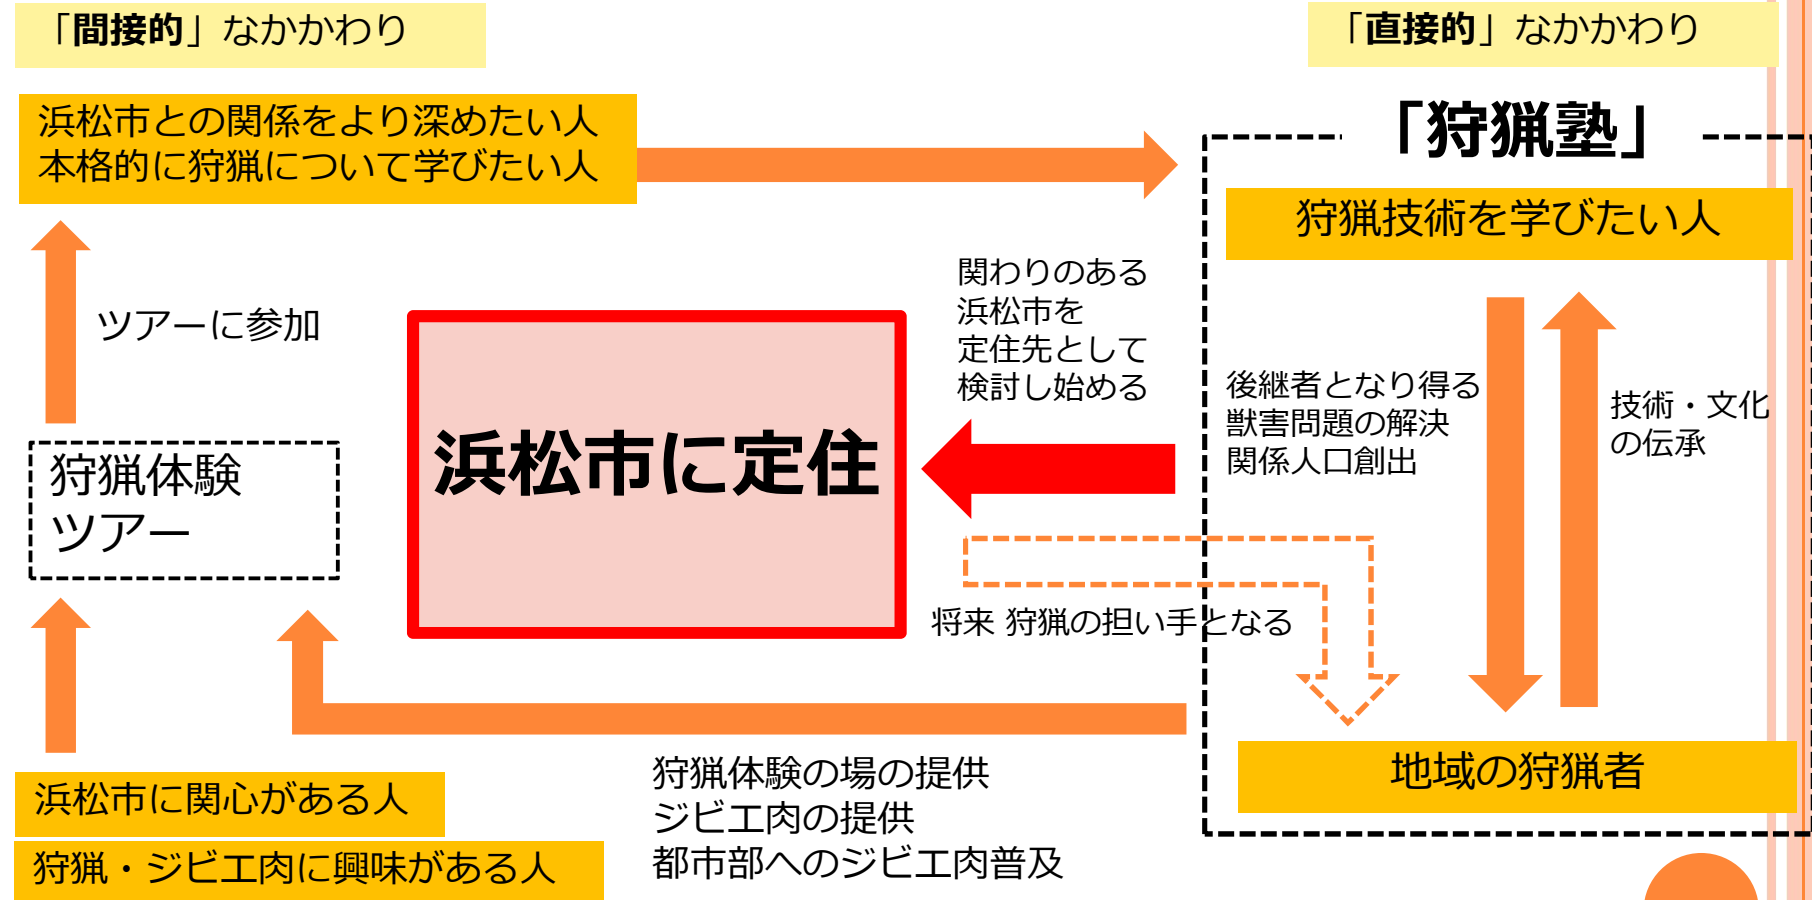 「間接的」なかかわり
「直接的」なかかわり
浜松市との関係をより深めたい人
本格的に狩猟について学びたい人
「狩猟塾」
狩猟技術を学びたい人
関わりのある
浜松市を
定住先として
検討し始める
ツアーに参加
後継者となり得る
獣害問題の解決
関係人口創出
技術・文化
の伝承
浜松市に定住
狩猟体験
ツアー
将来 狩猟の担い手となる
地域の狩猟者
狩猟体験の場の提供
ジビエ肉の提供
都市部へのジビエ肉普及
浜松市に関心がある人
狩猟・ジビエ肉に興味がある人